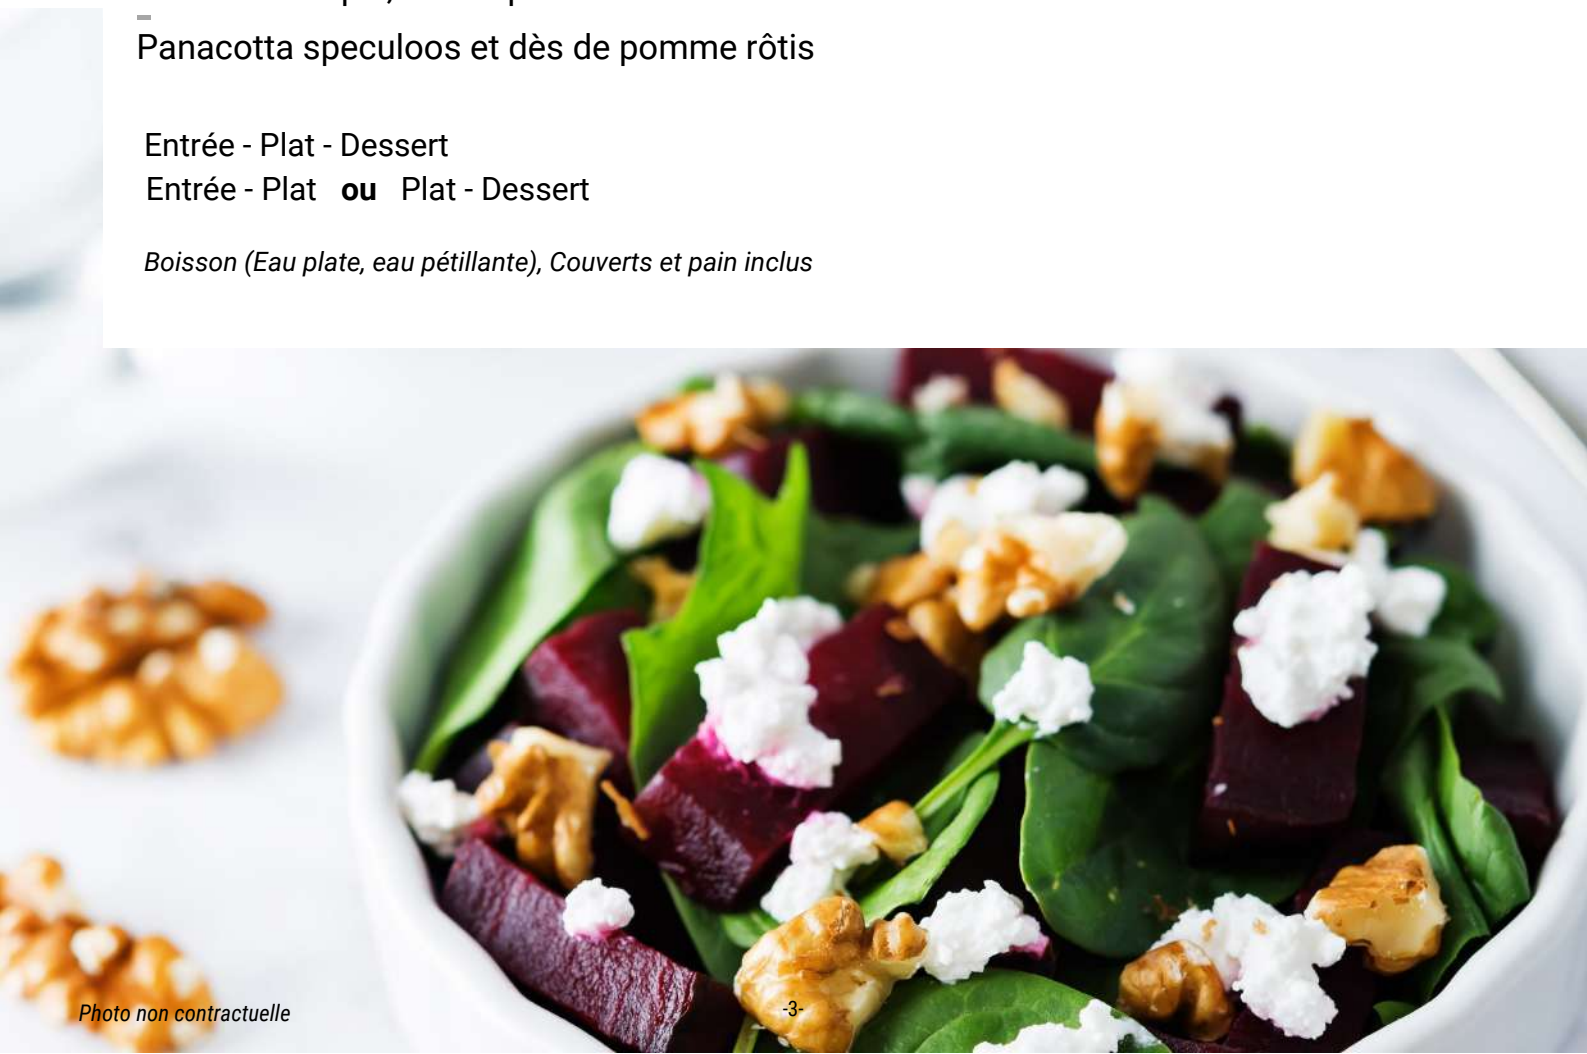 Panacotta speculoos et dès de pomme rôtis
Entrée - Plat - Dessert
Entrée - Plat ou Plat - Dessert
Boisson (Eau plate, eau pétillante), Couverts et pain inclus
Photo non contractuelle
-3-